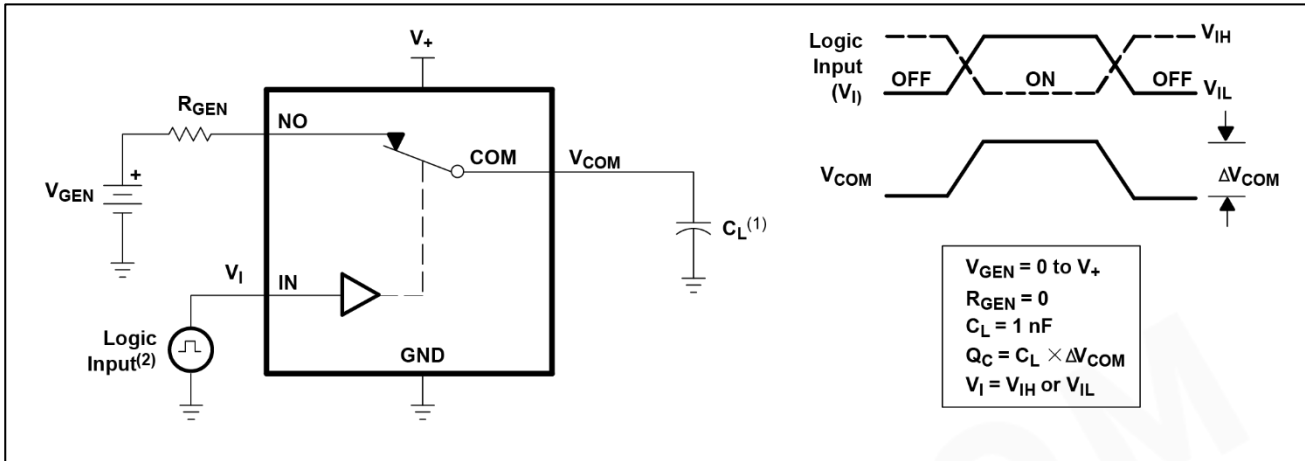 V+
RGEN
NO
COM
VCOM
VGEN
+
CL(1)
VI
IN
Logic
Input(2)
GND
Logic
Input
(VI)
OFF
ON
OFF
VIH
VIL
VCOM
ΔVCOM
VGEN = 0 to V+
RGEN = 0
CL = 1 nF
QC = CL × ΔVCOM
VI = VIH or VIL